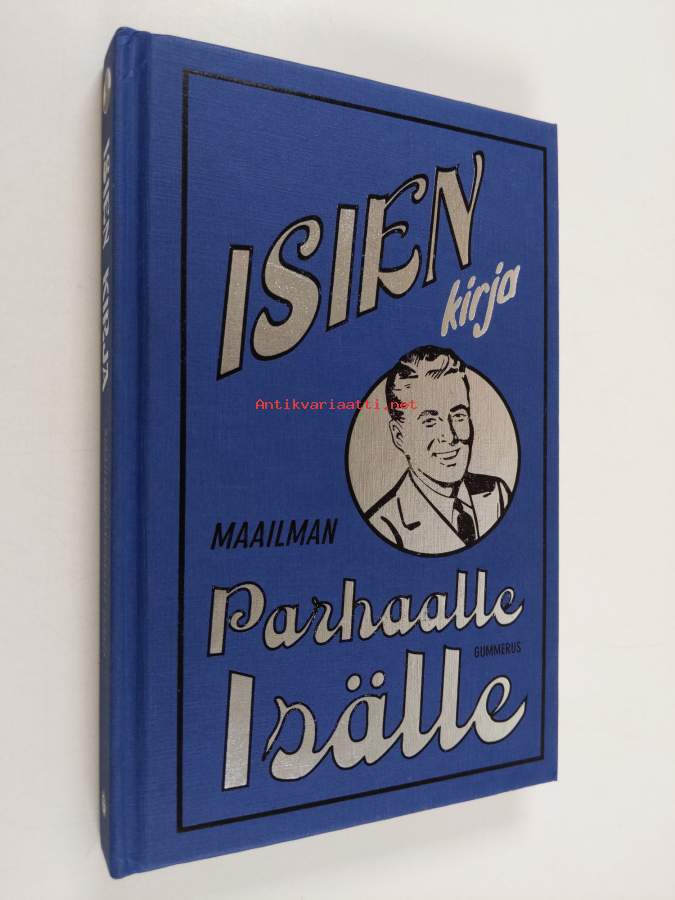 ISIEN
kirja
Antikvariaatti.net
MAAILMAN
Parhaalle
GUMMERUS
Isälle
ISIEN KIRJA